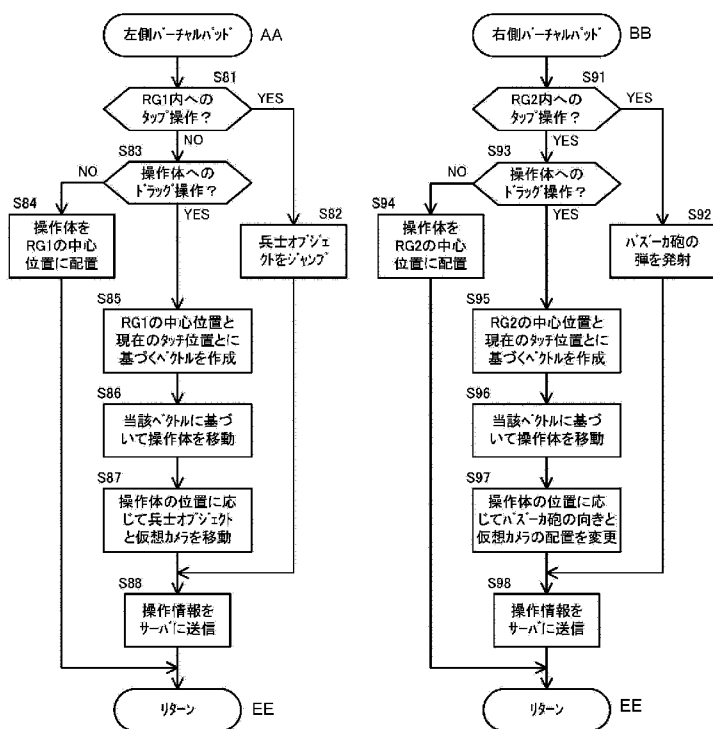 左側ﾊﾞｰﾁｬﾙﾊﾟｯﾄﾞ
AA
S81
RG1内への
ﾀｯﾌﾟ操作？
YES
NO
S83
操作体への
ﾄﾞﾗｯｸﾞ操作？
NO
YES
S84
操作体を
RG1の中心
位置に配置
S82
兵士ｵﾌﾞｼﾞｪ
ｸﾄをｼﾞｬﾝﾌﾟ
S85
RG1の中心位置と
現在のﾀｯﾁ位置とに
基づくﾍﾞｸﾄﾙを作成
S86
当該ﾍﾞｸﾄﾙに基づ
いて操作体を移動
S87
操作体の位置に応
じて兵士ｵﾌﾞｼﾞｪｸﾄ
と仮想ｶﾒﾗを移動
S88
操作情報を
ｻｰﾊﾞに送信
ﾘﾀｰﾝ
EE
右側ﾊﾞｰﾁｬﾙﾊﾟｯﾄﾞ
BB
S91
RG2内への
ﾀｯﾌﾟ操作？
YES
YES
S93
操作体への
ﾄﾞﾗｯｸﾞ操作？
NO
YES
S94
操作体を
RG2の中心
位置に配置
S92
ﾊﾞｽﾞｰｶ砲の
弾を発射
S95
RG2の中心位置と
現在のﾀｯﾁ位置とに
基づくﾍﾞｸﾄﾙを作成
S96
当該ﾍﾞｸﾄﾙに基づ
いて操作体を移動
S97
操作体の位置に応
じてﾊﾞｽﾞｰｶ砲の向きと
仮想ｶﾒﾗの配置を変更
S98
操作情報を
ｻｰﾊﾞに送信
ﾘﾀｰﾝ
EE